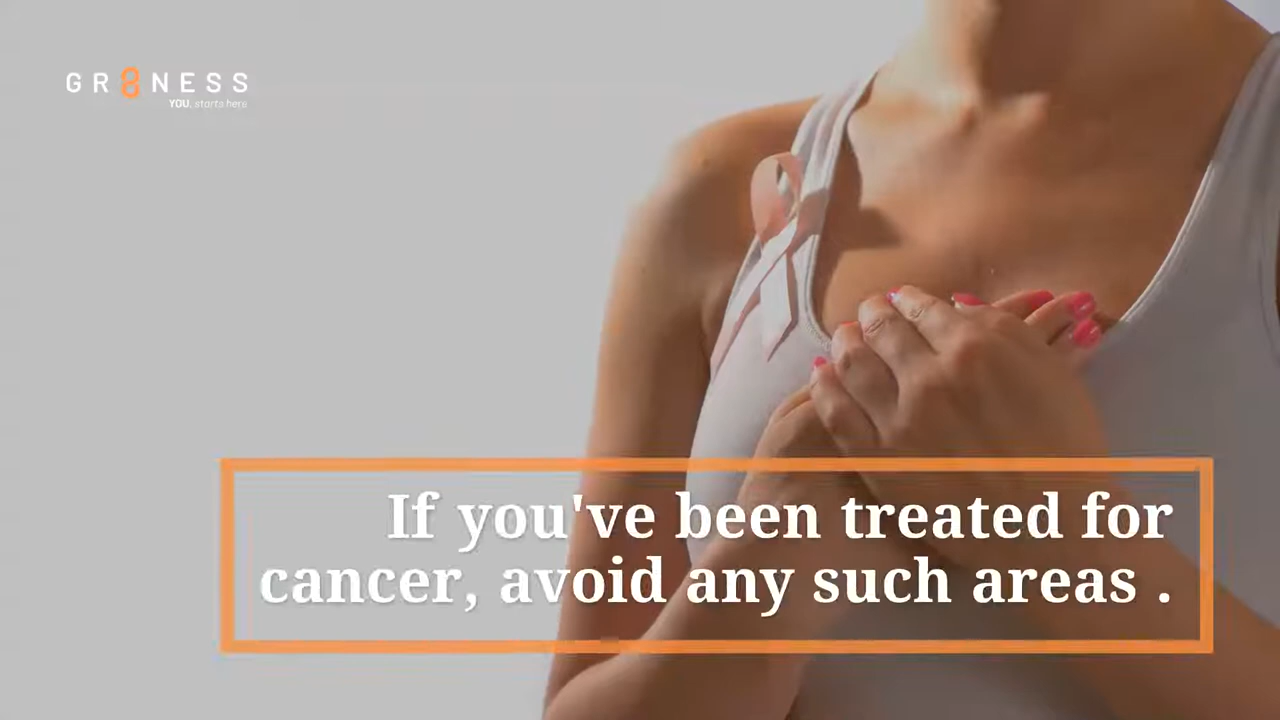 GR8NESS
YOU. starts here
If you've been treated for
cancer, avoid any such areas .